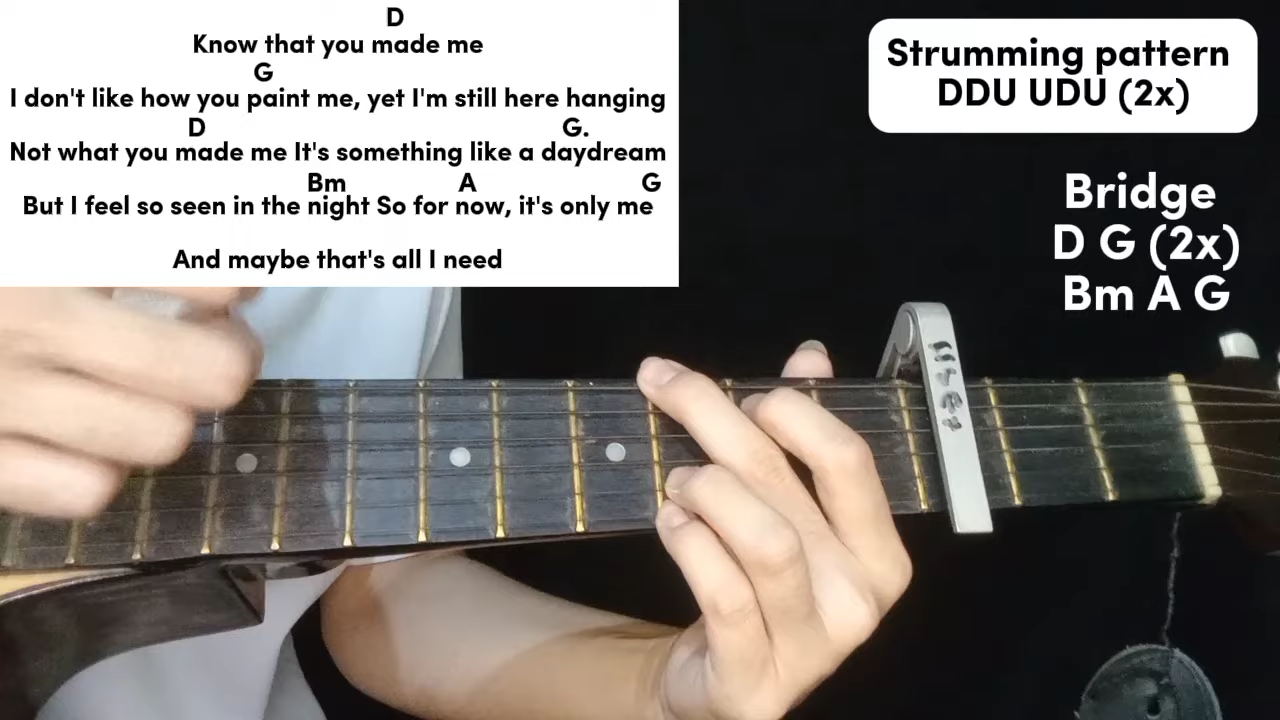 D
Know that you made me
G
I don't like how you paint me, yet I'm still here hanging
D G.
Not what you made me It's something like a daydream
Bm A G
But I feel so seen in the night So for now, it's only me
And maybe that's all I need
Strumming pattern
DDU UDU (2x)
Bridge
D G (2x)
Bm A G